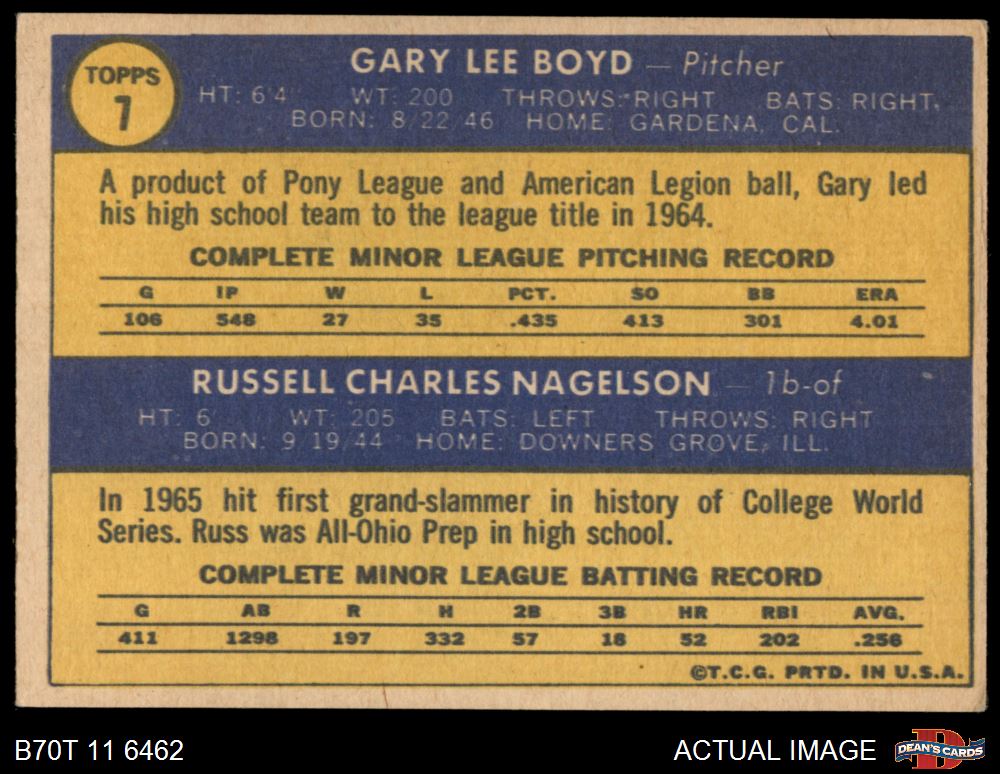 TOPPS
7
GARY LEE BOYD — Pitcher
HT: 6'4 WT: 200 THROWS: RIGHT BATS: RIGHT
BORN: 8/22/46 HOME: GARDENA, CAL.
A product of Pony League and American Legion ball, Gary led
his high school team to the league title in 1964.
COMPLETE MINOR LEAGUE PITCHING RECORD
G IP W L PCT. SO BB ERA
106 548 27 35 .435 413 301 4.01
RUSSELL CHARLES NAGELSON — 1b-of
HT: 6' WT: 205 BATS: LEFT THROWS: RIGHT
BORN: 9/19/44 HOME: DOWNERS GROVE, ILL.
In 1965 hit first grand-slammer in history of College World
Series. Russ was All-Ohio Prep in high school.
COMPLETE MINOR LEAGUE BATTING RECORD
G AB R H 2B 3B HR RBI AVG.
411 1298 197 332 57 18 52 202 .256
©T.C.G. PRTD. IN U.S.A.
B70T 11 6462
ACTUAL IMAGE
DEAN'S CARDS